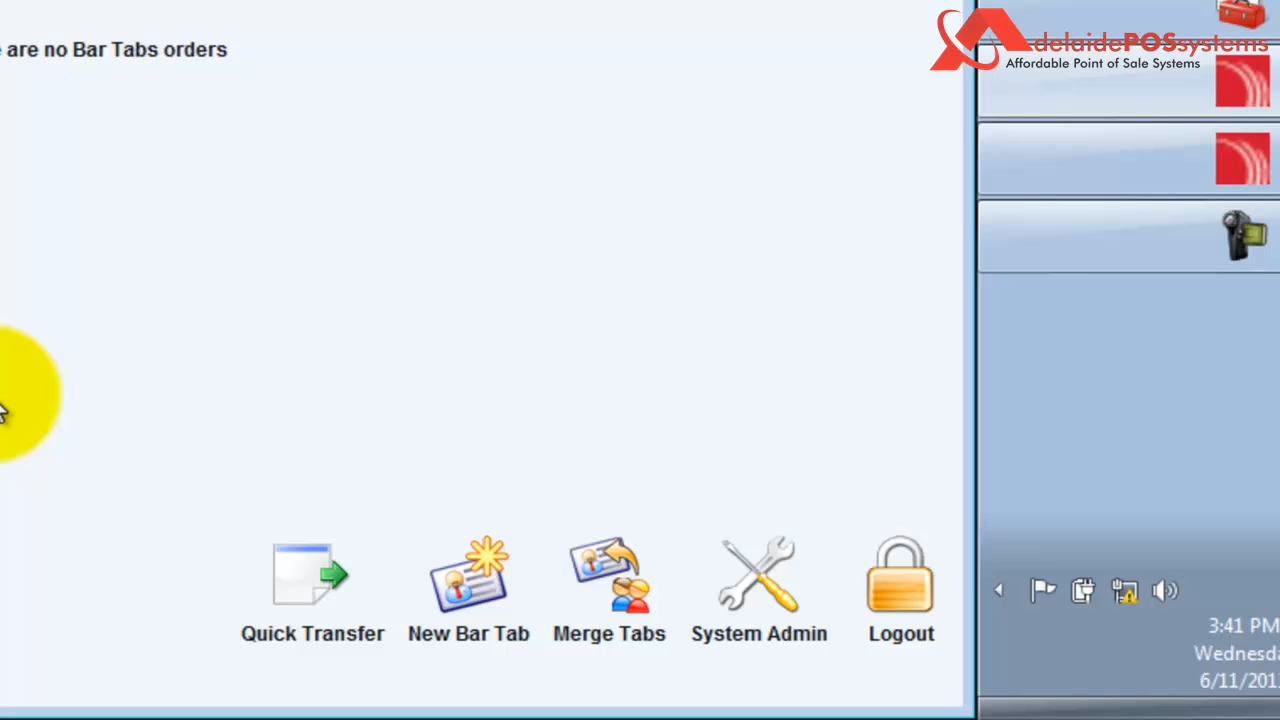 are no Bar Tabs orders
AdelaidePOSsystems
Affordable Point of Sale Systems
Quick Transfer
New Bar Tab
Merge Tabs
System Admin
Logout
3:41 PM
6/11/201